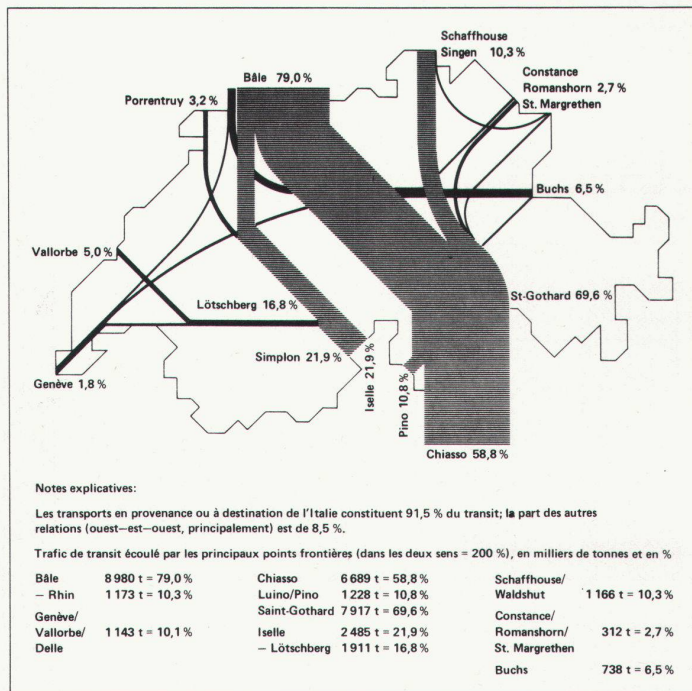 Schaffhouse
Singen 10,3 %
Bâle 79,0 %
Constance
Romanshorn 2,7 %
St. Margrethen
Porrentruy 3,2 %
Buchs 6,5 %
Vallorbe 5,0 %
Lötschberg 16,8 %
St-Gothard 69,6 %
Simplon 21,9 %
Iselle 21,9 %
Pino 10,8 %
Genève 1,8 %
Chiasso 58,8 %
Notes explicatives:
Les transports en provenance ou à destination de l'Italie constituent 91,5 % du transit; la part des autres
relations (ouest–est–ouest, principalement) est de 8,5 %.
Trafic de transit écoulé par les principaux points frontières (dans les deux sens = 200 %), en milliers de tonnes et en %
Bâle 8 980 t = 79,0 %
– Rhin 1 173 t = 10,3 %
Genève/
Vallorbe/ 1 143 t = 10,1 %
Delle
Chiasso 6 689 t = 58,8 %
Luino/Pino 1 228 t = 10,8 %
Saint-Gothard 7 917 t = 69,6 %
Iselle 2 485 t = 21,9 %
– Lötschberg 1 911 t = 16,8 %
Schaffhouse/
Waldshut 1 166 t = 10,3 %
Constance/
Romanshorn/ 312 t = 2,7 %
St. Margrethen
Buchs 738 t = 6,5 %